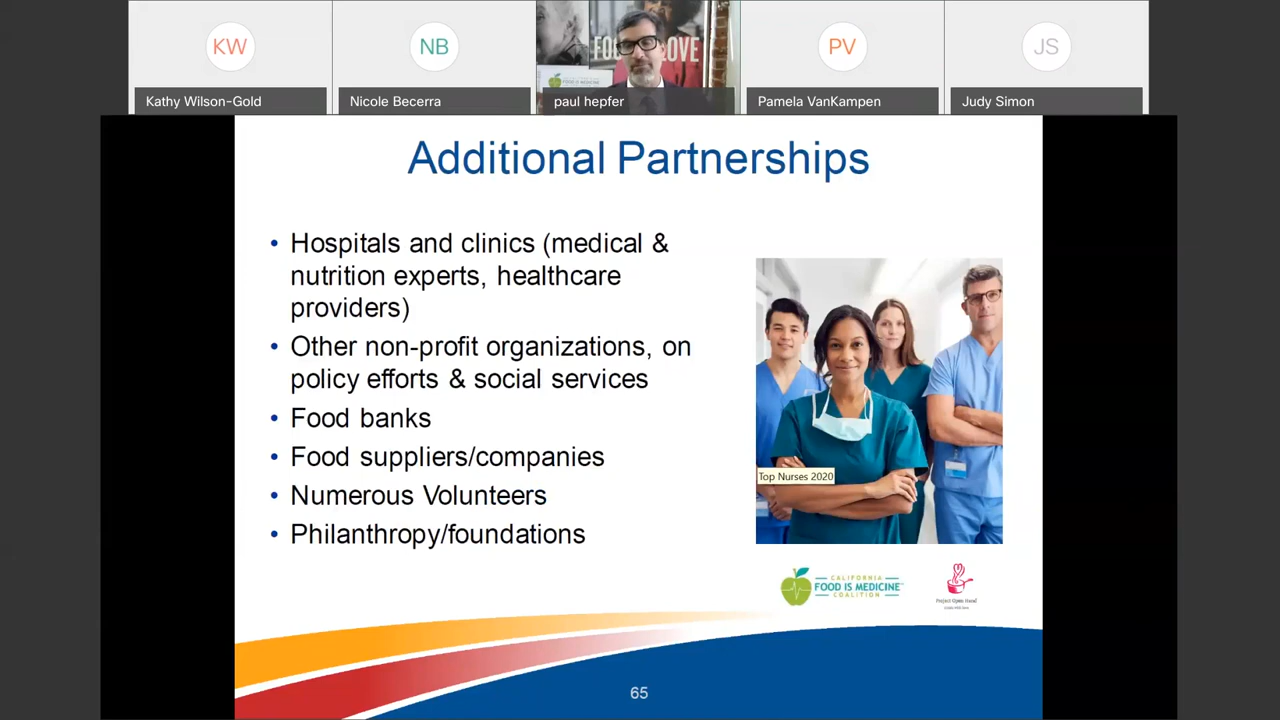 KW
NB
FOO LOVE
PV
JS
Kathy Wilson-Gold
Nicole Becerra
paul hepfer
Pamela VanKampen
Judy Simon
Additional Partnerships
• Hospitals and clinics (medical &
nutrition experts, healthcare
providers)
• Other non-profit organizations, on
policy efforts & social services
• Food banks
• Food suppliers/companies
• Numerous Volunteers
• Philanthropy/foundations
Top Nurses 2020
CALIFORNIA
FOOD IS MEDICINE
COALITION
Project Open Hand
65